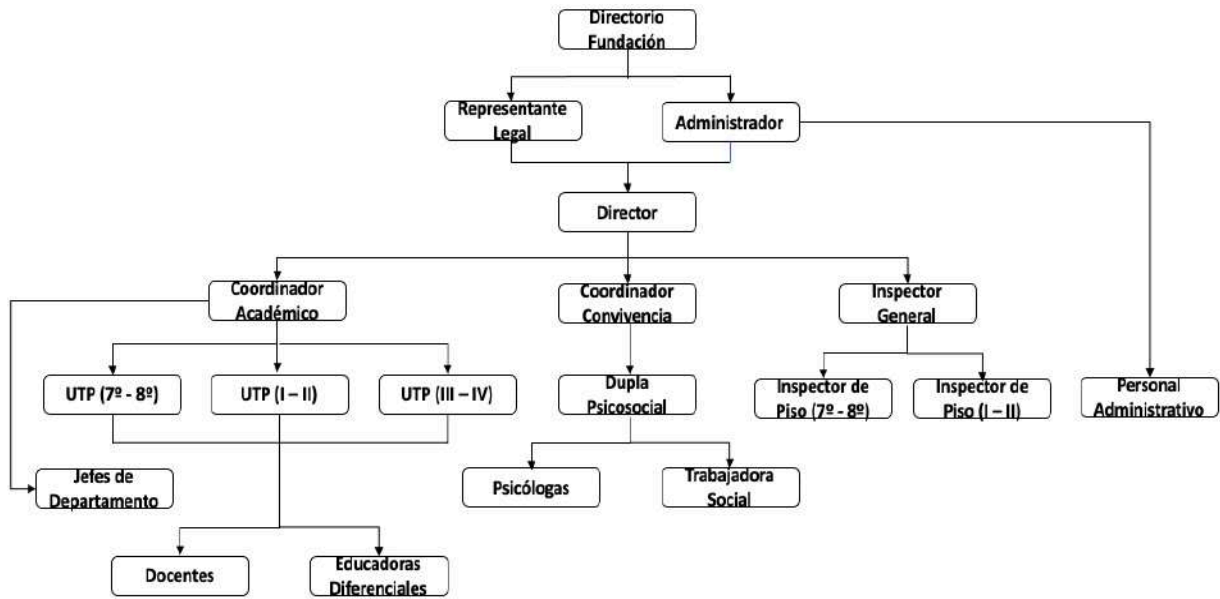 Directorio
Fundación
Representante
Legal
Administrador
Director
Coordinador
Académico
Coordinador
Convivencia
Inspector
General
UTP (7º - 8º)
UTP (I – II)
UTP (III – IV)
Dupla
Psicosocial
Inspector de
Piso (7º - 8º)
Inspector de
Piso (I – II)
Personal
Administrativo
Jefes de
Departamento
Psicólogas
Trabajadora
Social
Docentes
Educadoras
Diferenciales